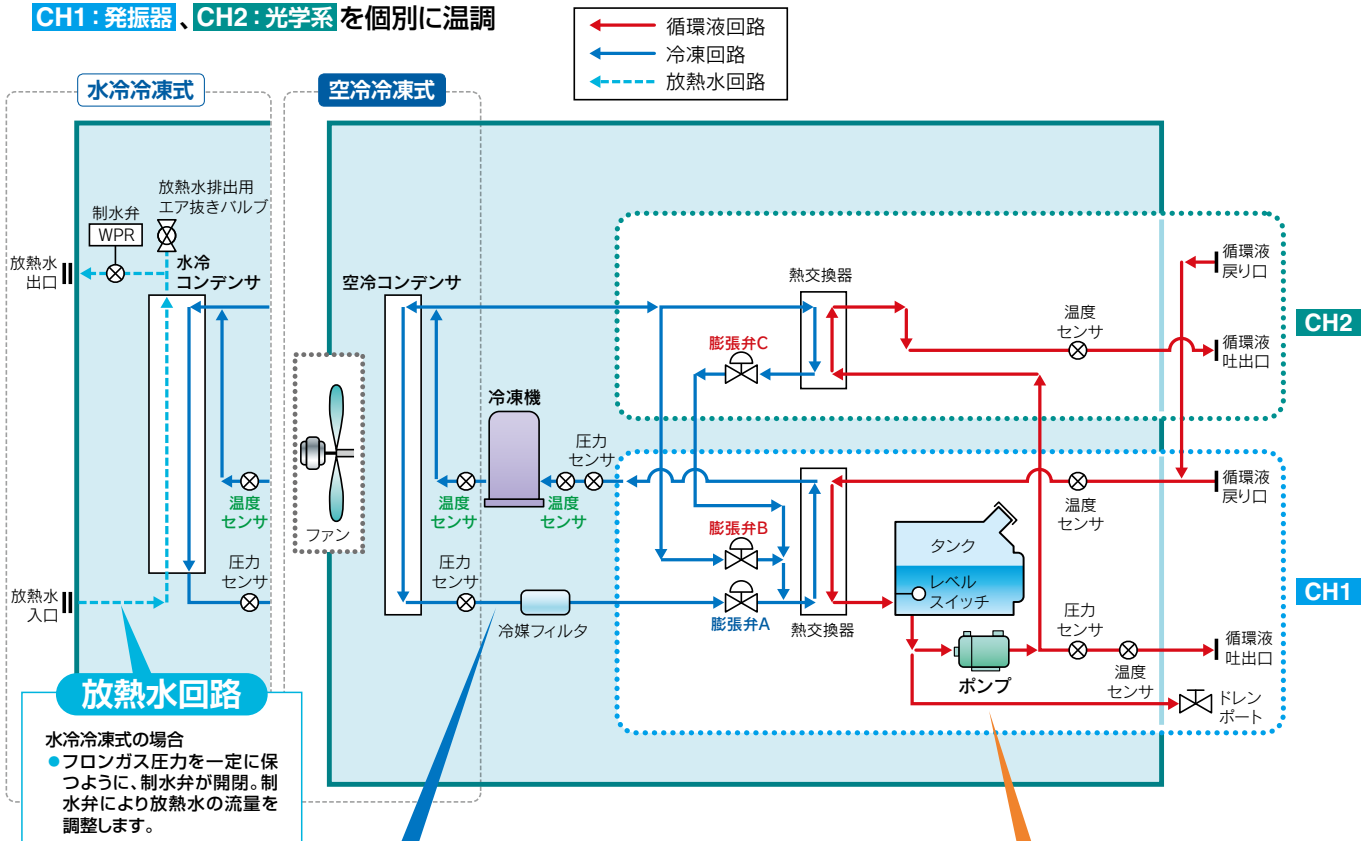 CH1：発振器、CH2：光学系を個別に温調
循環液回路
冷凍回路
放熱水回路
水冷冷凍式
空冷冷凍式
放熱水排出用
エア抜きバルブ
制水弁
WPR
放熱水
出口
水冷
コンデンサ
温度
センサ
圧力
センサ
放熱水
入口
ファン
空冷コンデンサ
冷凍機
温度
センサ
温度
センサ
圧力
センサ
圧力
センサ
冷媒フィルタ
熱交換器
膨張弁C
温度
センサ
循環液
戻り口
循環液
吐出口
CH2
膨張弁B
膨張弁A
熱交換器
タンク
レベル
スイッチ
ポンプ
温度
センサ
圧力
センサ
温度
センサ
循環液
戻り口
循環液
吐出口
ドレン
ポート
CH1
放熱水回路
水冷冷凍式の場合
●フロンガス圧力を一定に保
つように、制水弁が開閉。制
水弁により放熱水の流量を
調整します。